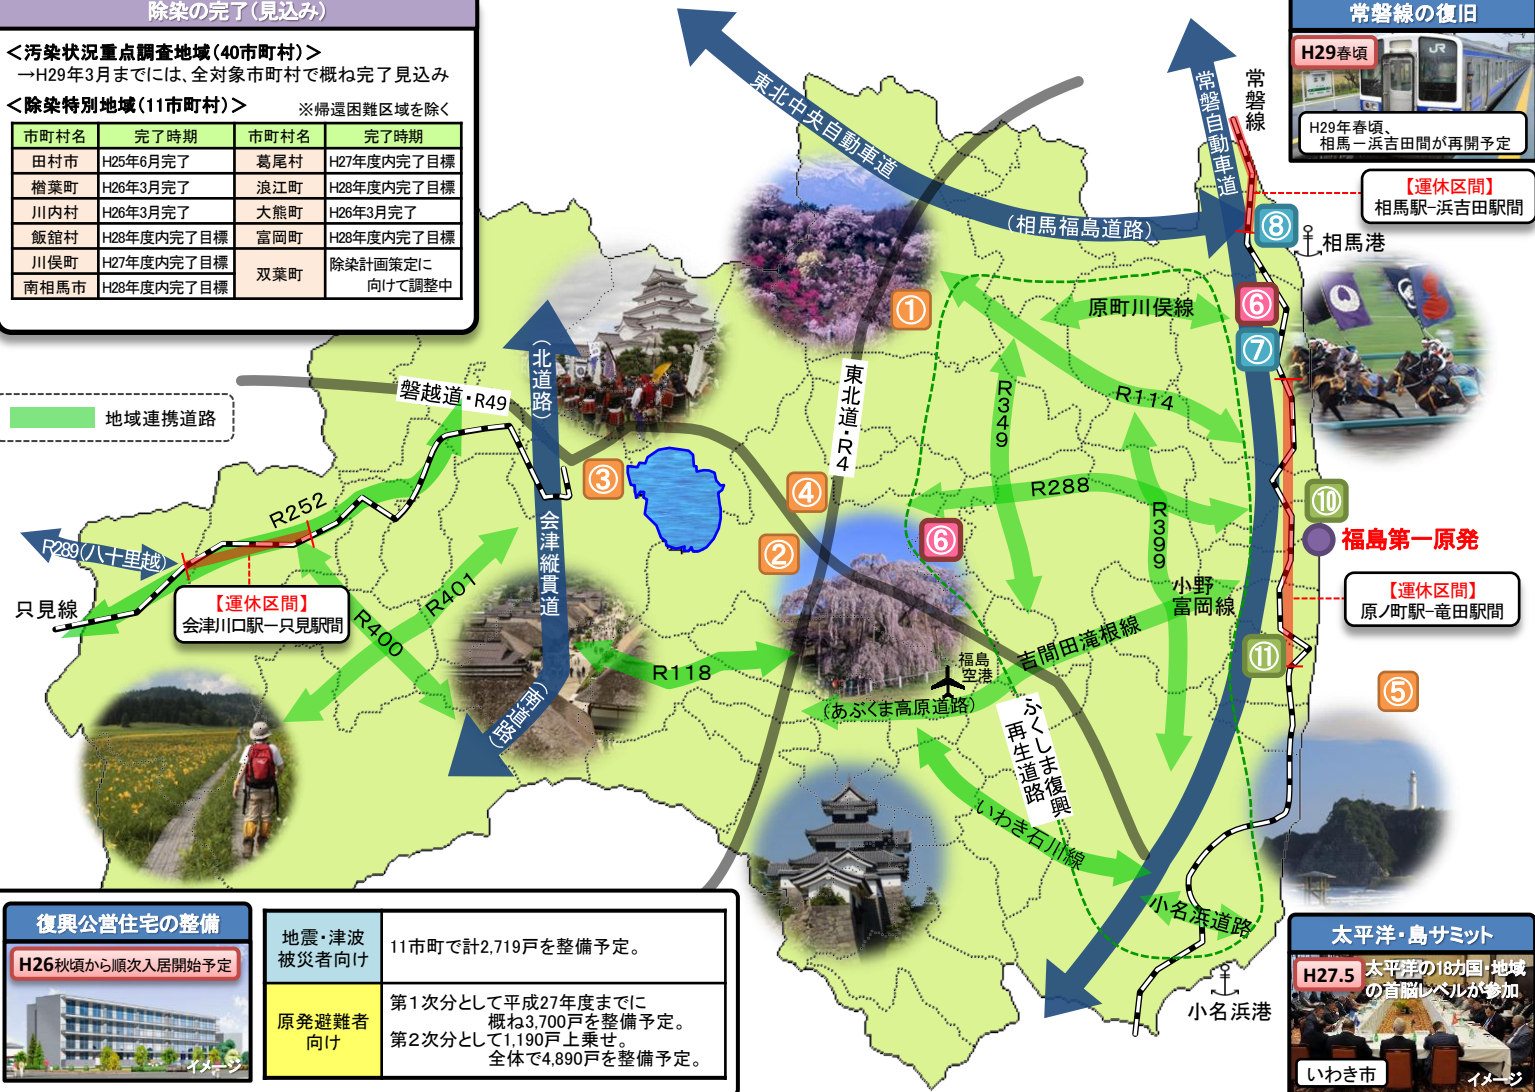 除染の完了(見込み)
＜汚染状況重点調査地域(40市町村)＞
→H29年3月までには、全対象市町村で概ね完了見込み
＜除染特別地域(11市町村)＞ ※帰還困難区域を除く
市町村名 完了時期 市町村名 完了時期
田村市 H25年6月完了 葛尾村 H27年度内完了目標
楢葉町 H26年3月完了 浪江町 H28年度内完了目標
川内村 H26年3月完了 大熊町 H26年3月完了
飯舘村 H28年度内完了目標 富岡町 H28年度内完了目標
川俣町 H27年度内完了目標 双葉町 除染計画策定に
南相馬市 H28年度内完了目標 向けて調整中
常磐線の復旧
H29春頃
JR
H29年春頃、
相馬－浜吉田間が再開予定
【運休区間】
相馬駅-浜吉田駅間
東北中央自動車道
(相馬福島道路)
常磐自動車道
常磐線
⑧
相馬港
①
原町川俣線
⑥
⑦
地域連携道路
磐越道・R49
(北道路)
東北道・R4
R349
R114
③
④
②
R288
⑥
R399
⑩
福島第一原発
R252
R289(八十里越)
只見線
【運休区間】
会津川口駅－只見駅間
R401
R400
会津縦貫道
(南道路)
R118
小野
富岡線
【運休区間】
原ノ町駅-竜田駅間
吉間田滝根線
福島
空港
(あぶくま高原道路)
⑪
⑤
ふくしま復興
再生道路
いわき石川線
小名浜道路
小名浜港
復興公営住宅の整備
H26秋頃から順次入居開始予定
イメージ
地震・津波
被災者向け
11市町で計2,719戸を整備予定。
原発避難者
向け
第１次分として平成27年度までに
概ね3,700戸を整備予定。
第２次分として1,190戸上乗せ。
全体で4,890戸を整備予定。
太平洋・島サミット
H27.5
太平洋の18カ国・地域
の首脳レベルが参加
いわき市
イメージ